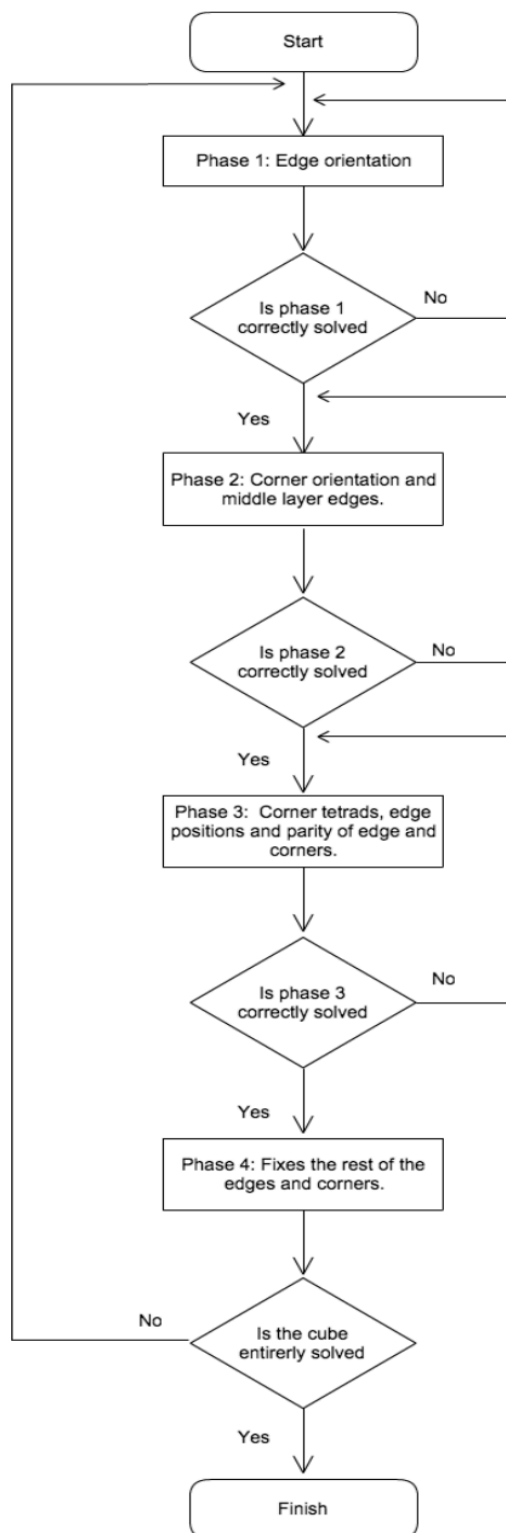 Start
Phase 1: Edge orientation
Is phase 1
correctly solved
No
Yes
Phase 2: Corner orientation and
middle layer edges.
Is phase 2
correctly solved
No
Yes
Phase 3:  Corner tetrads, edge
positions and parity of edge and
corners.
Is phase 3
correctly solved
No
Yes
Phase 4: Fixes the rest of the
edges and corners.
No
Is the cube
entirerly solved
Yes
Finish